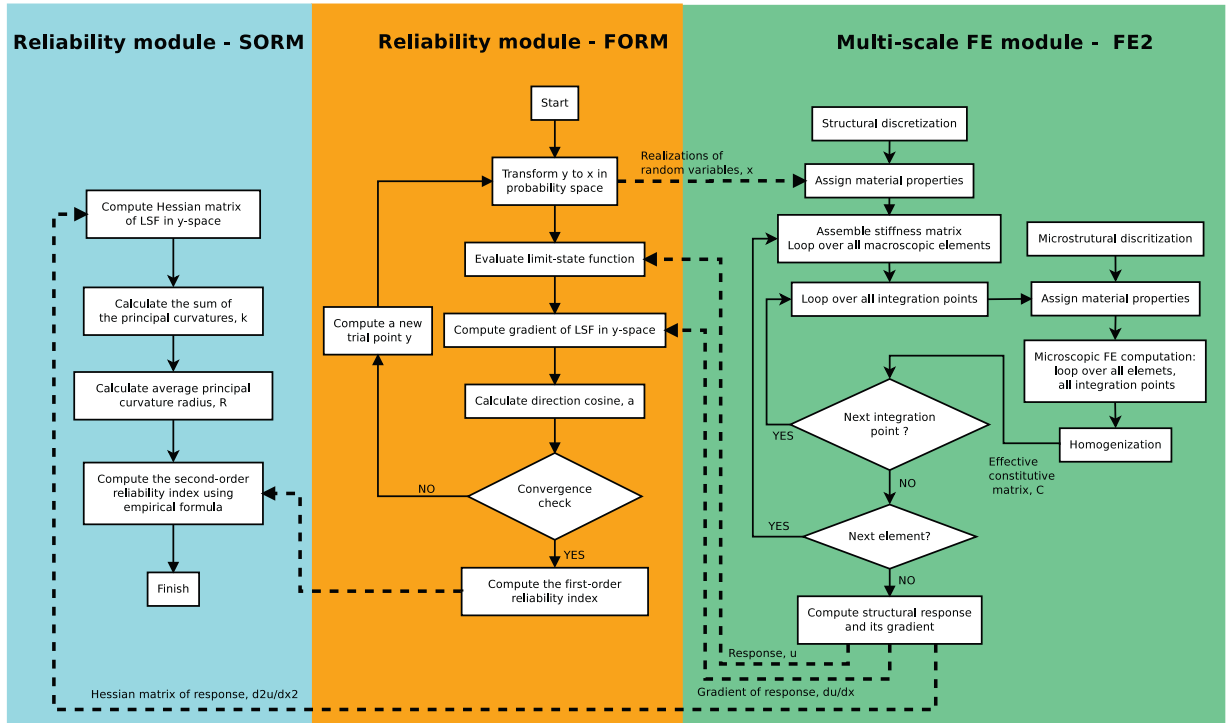 Reliability module - SORM
Compute Hessian matrix
of LSF in y-space
Calculate the sum of
the principal curvatures, k
Calculate average principal
curvature radius, R
Compute the second-order
reliability index using
empirical formula
Finish
Hessian matrix of response, d2u/dx2
Reliability module - FORM
Start
Transform y to x in
probability space
Evaluate limit-state function
Compute gradient of LSF in y-space
Compute a new
trial point y
Calculate direction cosine, a
Convergence
check
NO
YES
Compute the first-order
reliability index
Multi-scale FE module -  FE2
Realizations of
random variables, x
Structural discretization
Assign material properties
Assemble stiffness matrix
Loop over all macroscopic elements
Loop over all integration points
Microstrutural discritization
Assign material properties
Microscopic FE computation:
loop over all elemets,
all integration points
Homogenization
Effective
constitutive
matrix, C
Next integration
point ?
YES
NO
Next element?
YES
NO
Compute structural response
and its gradient
Response, u
Gradient of response, du/dx